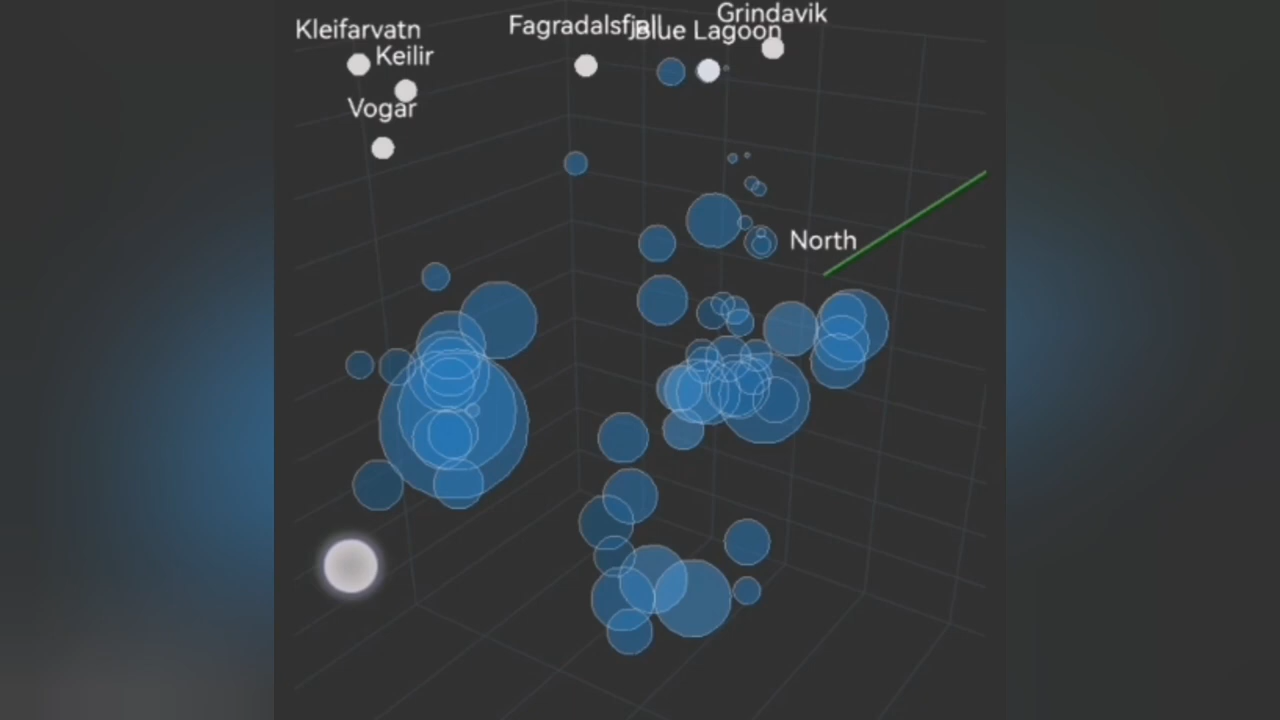 Grindavik
Kleifarvatn
Fagradalsfjall
Blue Lagoon
Keilir
Vogar
North